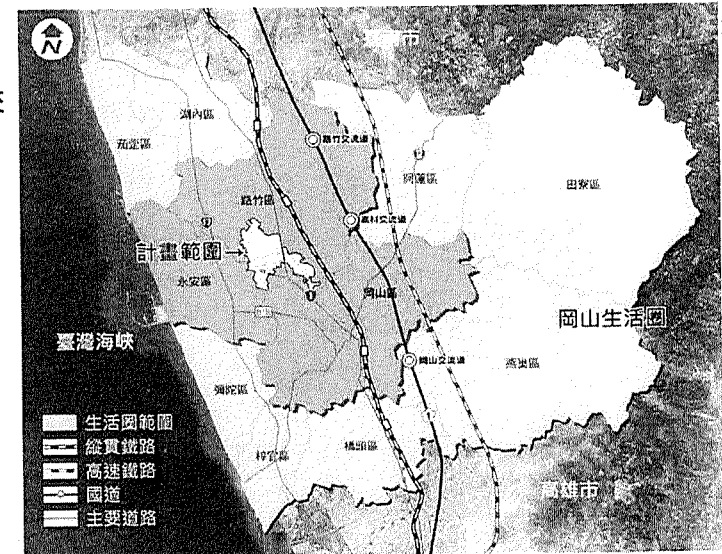 N
市
湖內區
茄萣區
路竹交流道
阿蓮區
田寮區
路竹區
高科交流道
計畫範圍
永安區
岡山區
岡山生活圈
臺灣海峽
岡山交流道
燕巢區
彌陀區
生活圈範圍
縱貫鐵路
橋頭區
高速鐵路
梓官區
國道
高雄市
主要道路